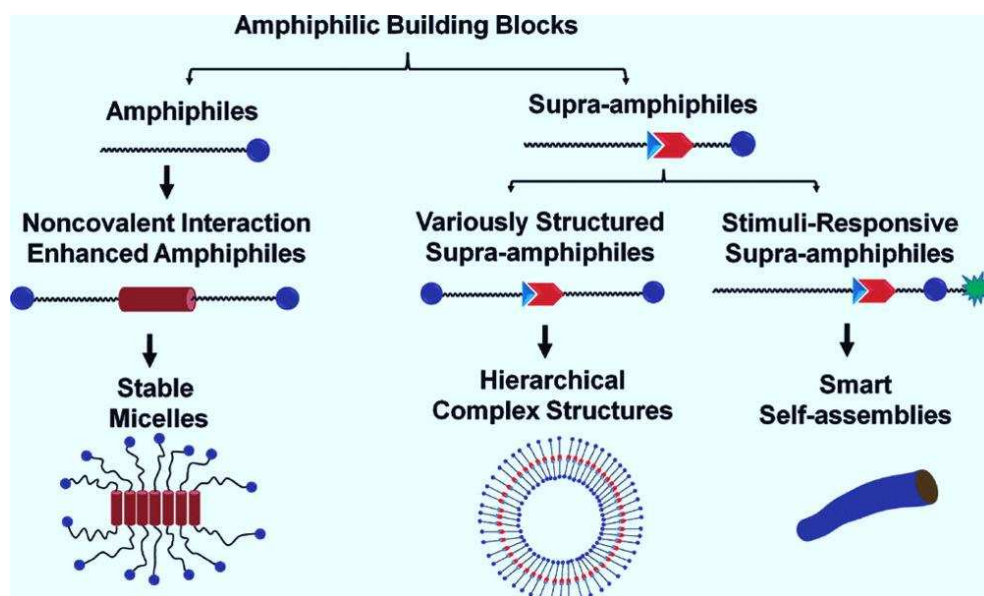 Amphiphilic Building Blocks
Amphiphiles
Supra-amphiphiles
Noncovalent Interaction
Enhanced Amphiphiles
Variously Structured
Supra-amphiphiles
Stimuli-Responsive
Supra-amphiphiles
Stable
Micelles
Hierarchical
Complex Structures
Smart
Self-assemblies